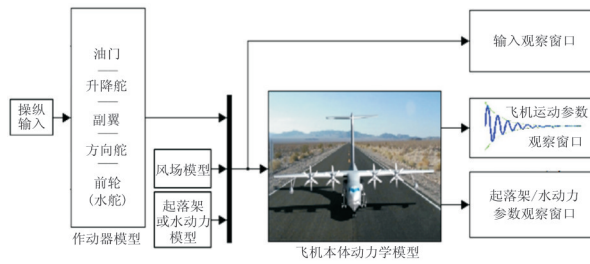 操纵
输入
油门
升降舵
副翼
方向舵
前轮
(水舵)
作动器模型
风场模型
起落架
或水动力
模型
飞机本体动力学模型
输入观察窗口
飞机运动参数
观察窗口
起落架/水动力
参数观察窗口